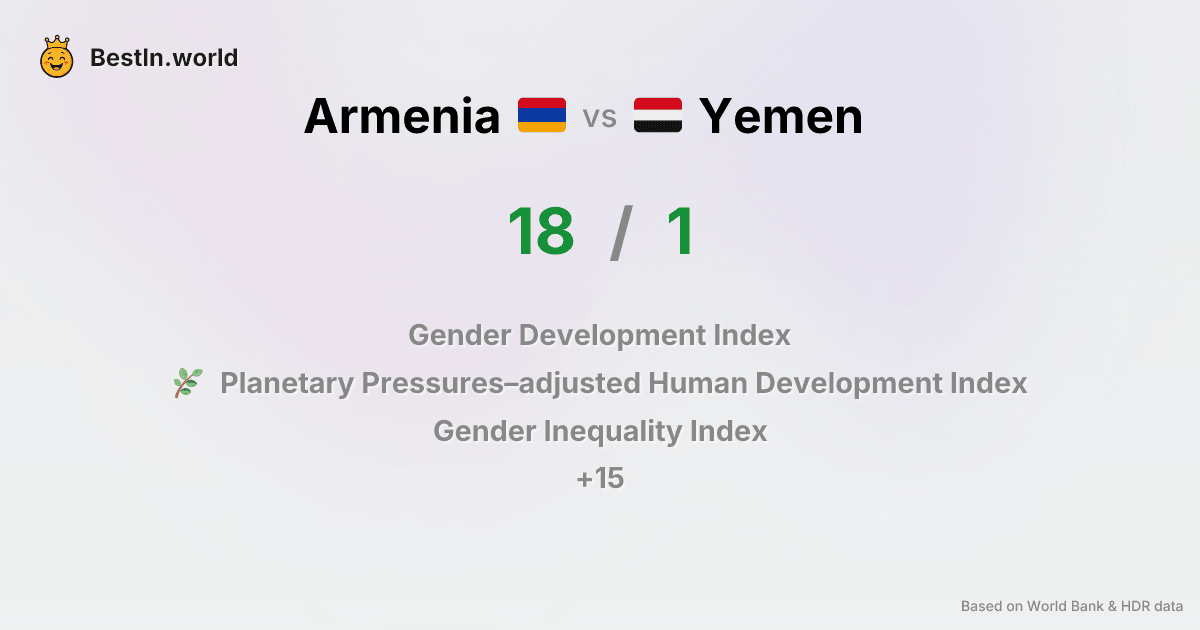 BestIn.world
Armenia vs Yemen
18 / 1
Gender Development Index
Planetary Pressures–adjusted Human Development Index
Gender Inequality Index
+15
Based on World Bank & HDR data